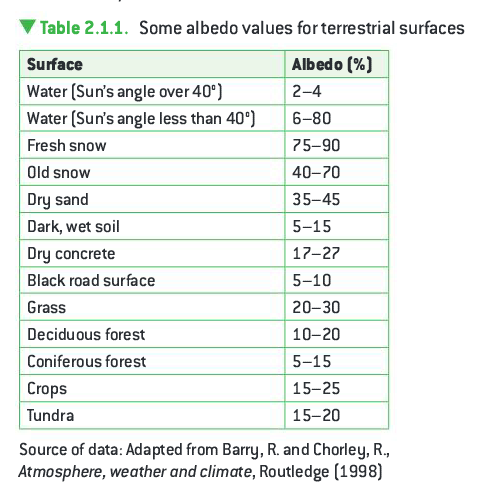 ▼ Table 2.1.1. Some albedo values for terrestrial surfaces
Surface Albedo (%)
Water (Sun's angle over 40°) 2–4
Water (Sun's angle less than 40°) 6–80
Fresh snow 75–90
Old snow 40–70
Dry sand 35–45
Dark, wet soil 5–15
Dry concrete 17–27
Black road surface 5–10
Grass 20–30
Deciduous forest 10–20
Coniferous forest 5–15
Crops 15–25
Tundra 15–20
Source of data: Adapted from Barry, R. and Chorley, R.,
Atmosphere, weather and climate, Routledge (1998)